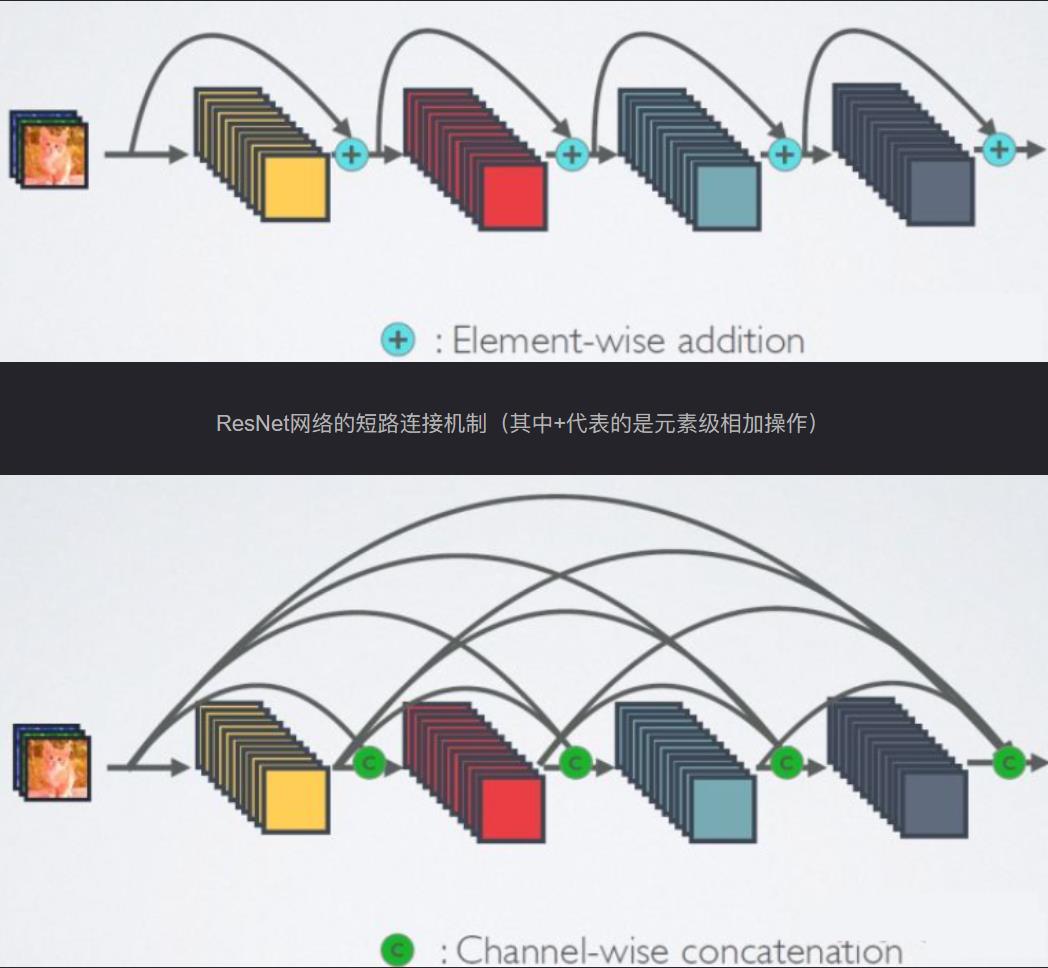 + : Element-wise addition
ResNet网络的短路连接机制（其中+代表的是元素级相加操作）
C C C C
C : Channel-wise concatenation